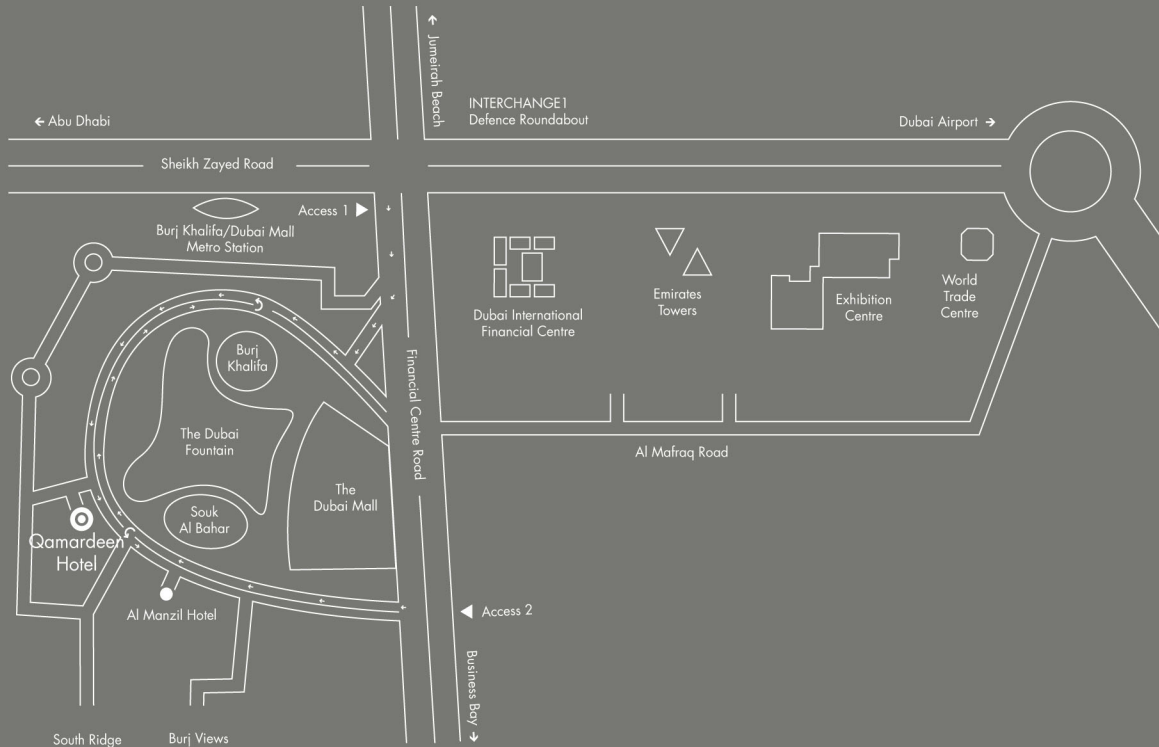 Jumeirah Beach
INTERCHANGE1
Defence Roundabout
Abu Dhabi
Dubai Airport
Sheikh Zayed Road
Access 1
Burj Khalifa/Dubai Mall
Metro Station
Dubai International
Financial Centre
Emirates
Towers
Exhibition
Centre
World
Trade
Centre
Burj
Khalifa
Financial Centre Road
The Dubai
Fountain
Al Mafraq Road
The
Dubai Mall
Souk
Al Bahar
Qamardeen
Hotel
Al Manzil Hotel
Access 2
Business Bay
South Ridge
Burj Views